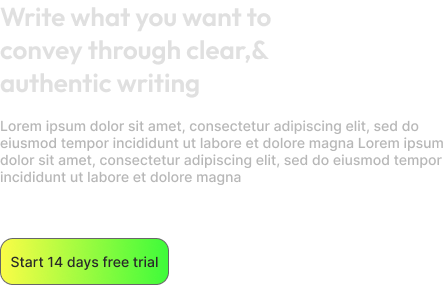 Write what you want to
convey through clear,&
authentic writing
Lorem ipsum dolor sit amet, consectetur adipiscing elit, sed do
eiusmod tempor incididunt ut labore et dolore magna Lorem ipsum
dolor sit amet, consectetur adipiscing elit, sed do eiusmod tempor
incididunt ut labore et dolore magna
Start 14 days free trial